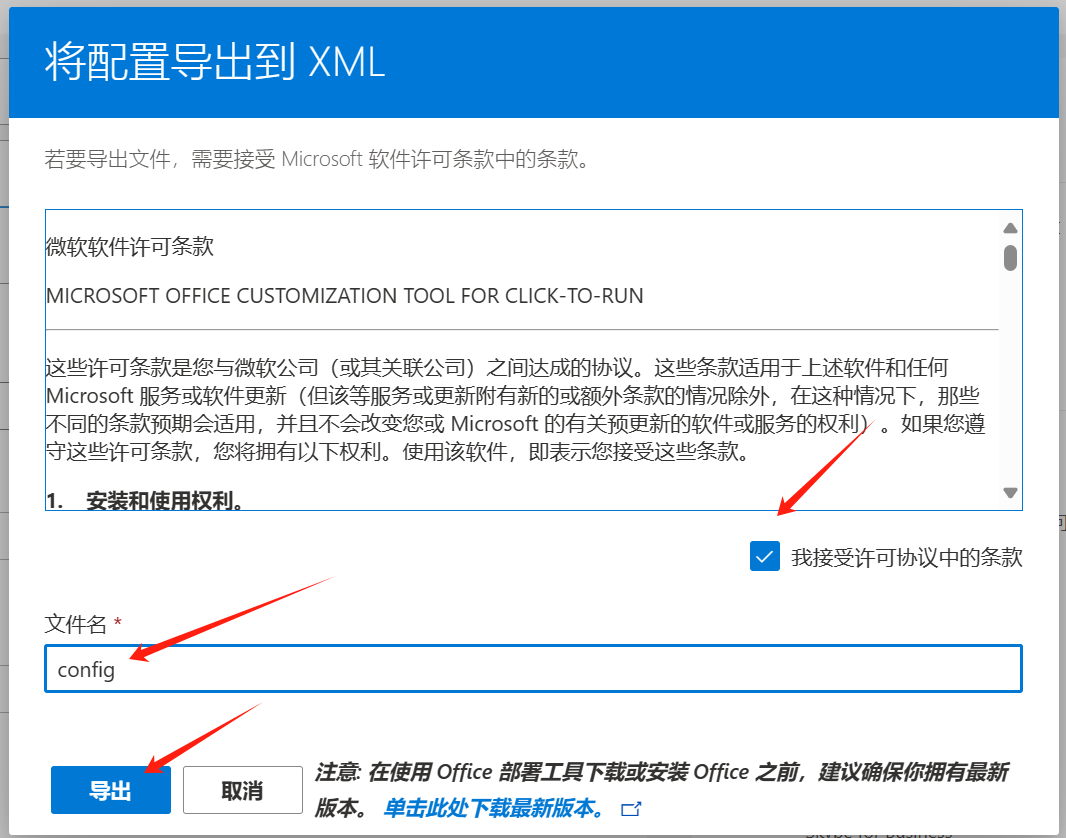 将配置导出到 XML
若要导出文件，需要接受 Microsoft 软件许可条款中的条款。
微软软件许可条款
MICROSOFT OFFICE CUSTOMIZATION TOOL FOR CLICK-TO-RUN
这些许可条款是您与微软公司（或其关联公司）之间达成的协议。这些条款适用于上述软件和任何
Microsoft 服务或软件更新（但该等服务或更新附有新的或额外条款的情况除外，在这种情况下，那些
不同的条款预期会适用，并且不会改变您或 Microsoft 的有关预更新的软件或服务的权利）。如果您遵
守这些许可条款，您将拥有以下权利。使用该软件，即表示您接受这些条款。
1. 安装和使用权利。
我接受许可协议中的条款
文件名 *
config
导出
取消
注意: 在使用 Office 部署工具下载或安装 Office 之前，建议确保你拥有最新
版本。 单击此处下载最新版本。